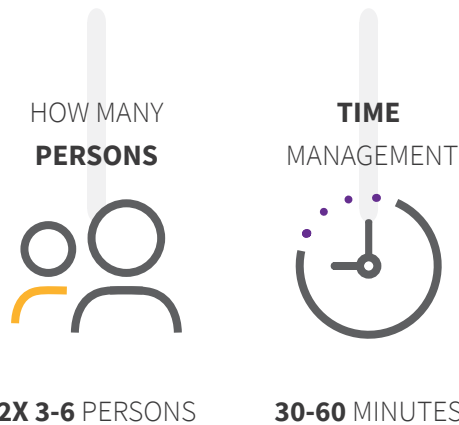 HOW MANY
PERSONS
2X 3-6 PERSONS
TIME
MANAGEMENT
30-60 MINUTES